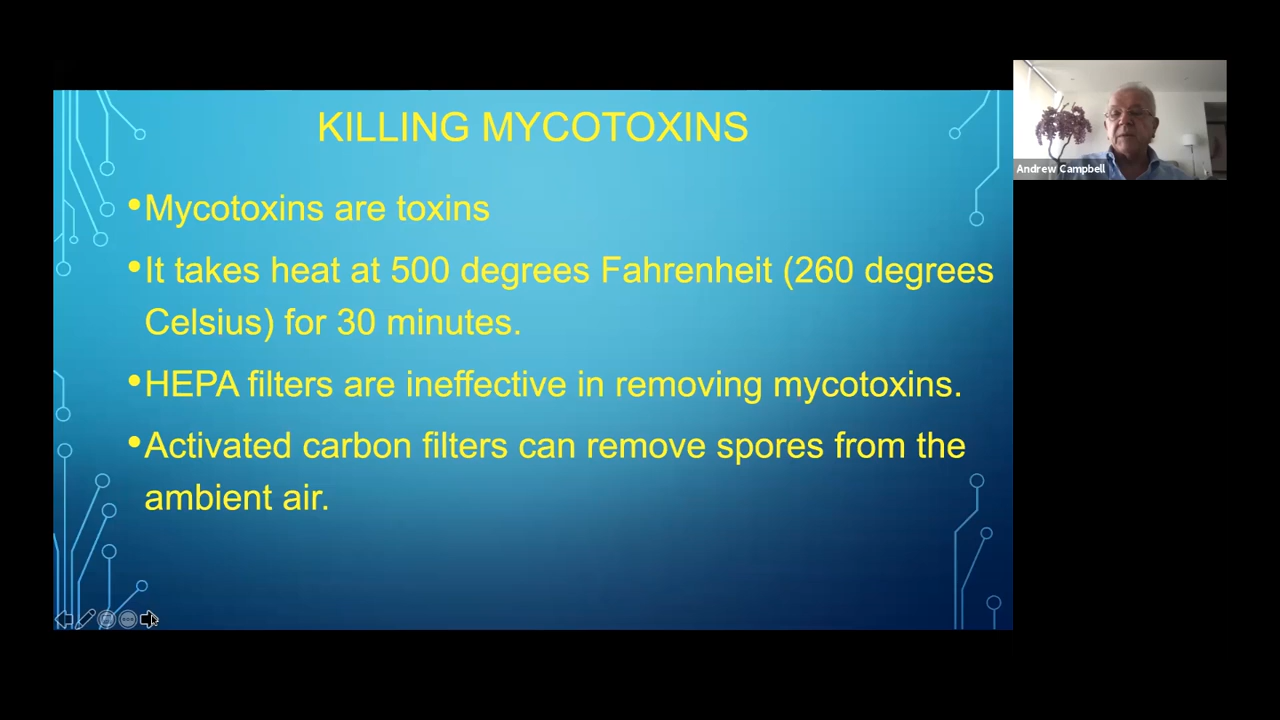 KILLING MYCOTOXINS
•Mycotoxins are toxins
•It takes heat at 500 degrees Fahrenheit (260 degrees
Celsius) for 30 minutes.
•HEPA filters are ineffective in removing mycotoxins.
•Activated carbon filters can remove spores from the
ambient air.
Andrew Campbell